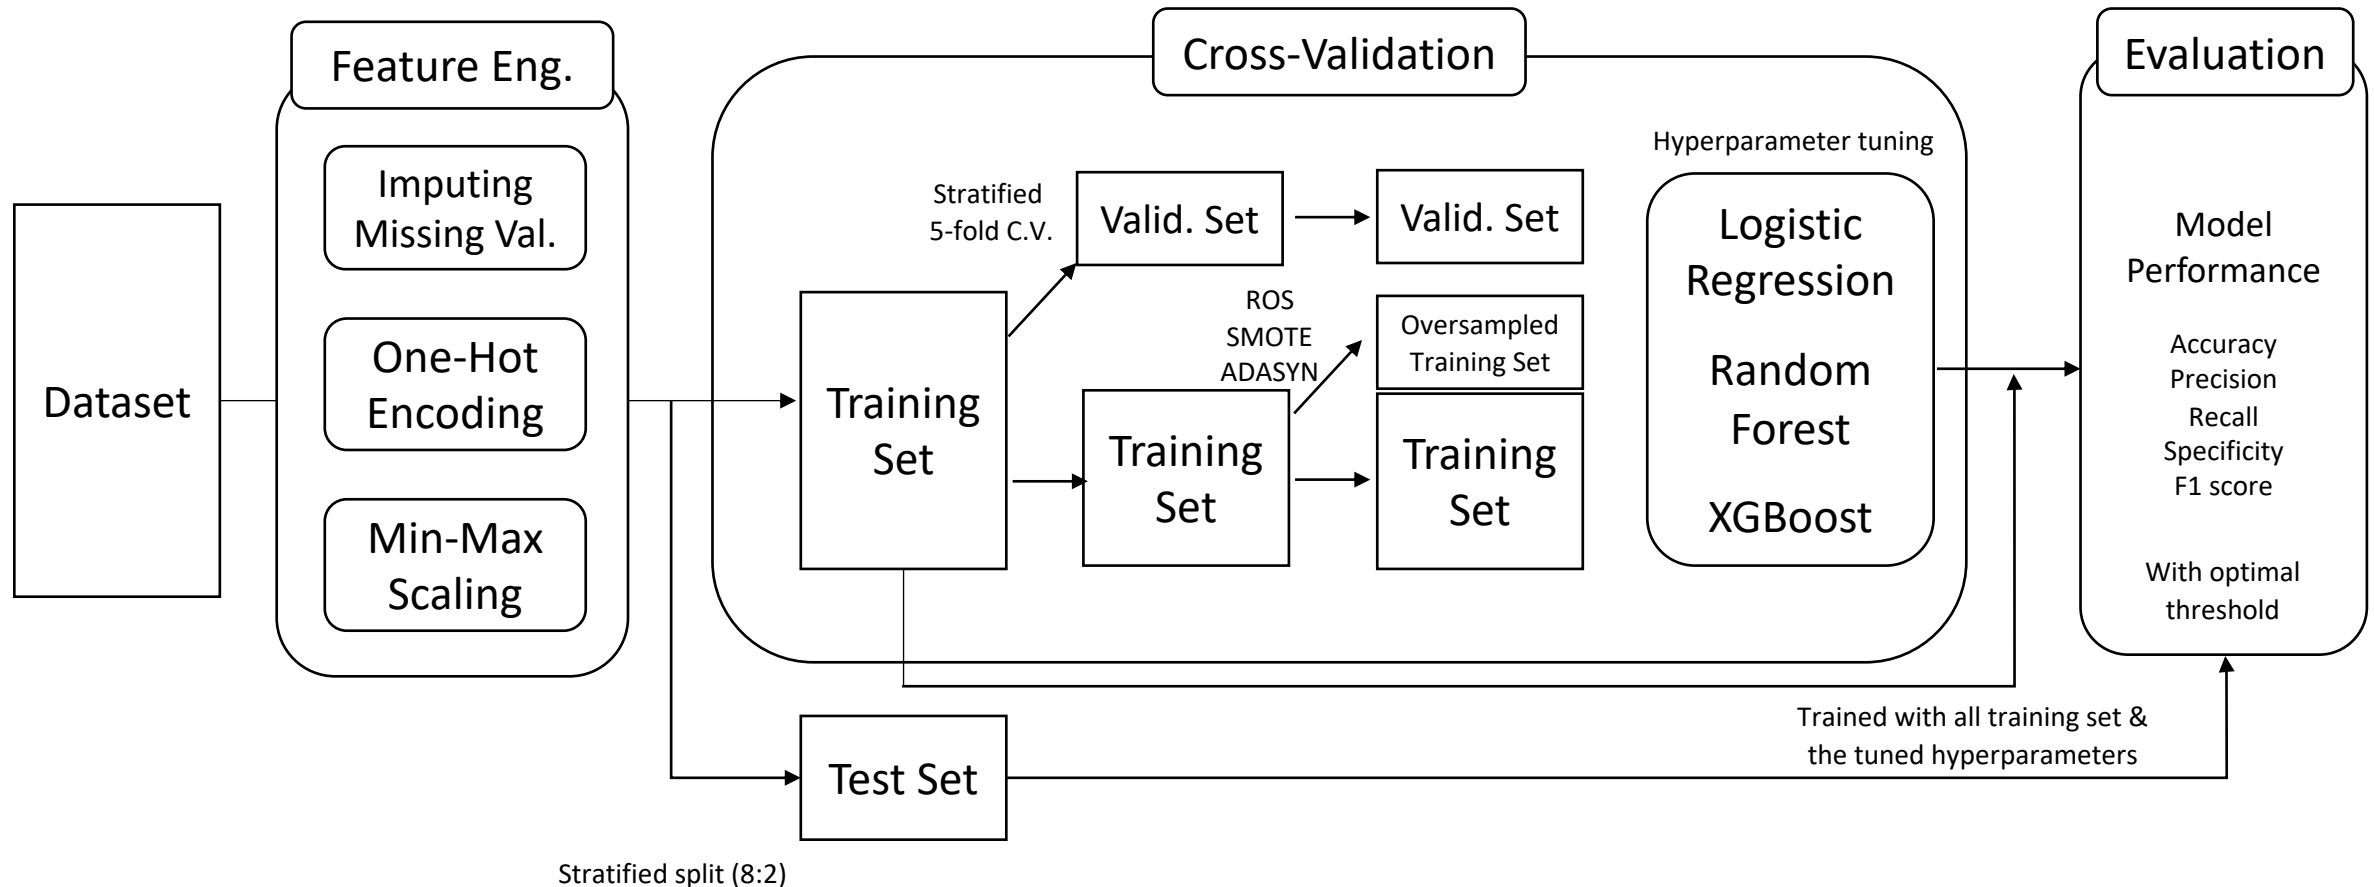 Dataset
Feature Eng.
Imputing
Missing Val.
One-Hot
Encoding
Min-Max
Scaling
Cross-Validation
Training
Set
Stratified
5-fold C.V.
Valid. Set
Valid. Set
ROS
SMOTE
ADASYN
Training
Set
Oversampled
Training Set
Training
Set
Hyperparameter tuning
Logistic
Regression
Random
Forest
XGBoost
Evaluation
Model
Performance
Accuracy
Precision
Recall
Specificity
F1 score
With optimal
threshold
Trained with all training set &
the tuned hyperparameters
Test Set
Stratified split (8:2)